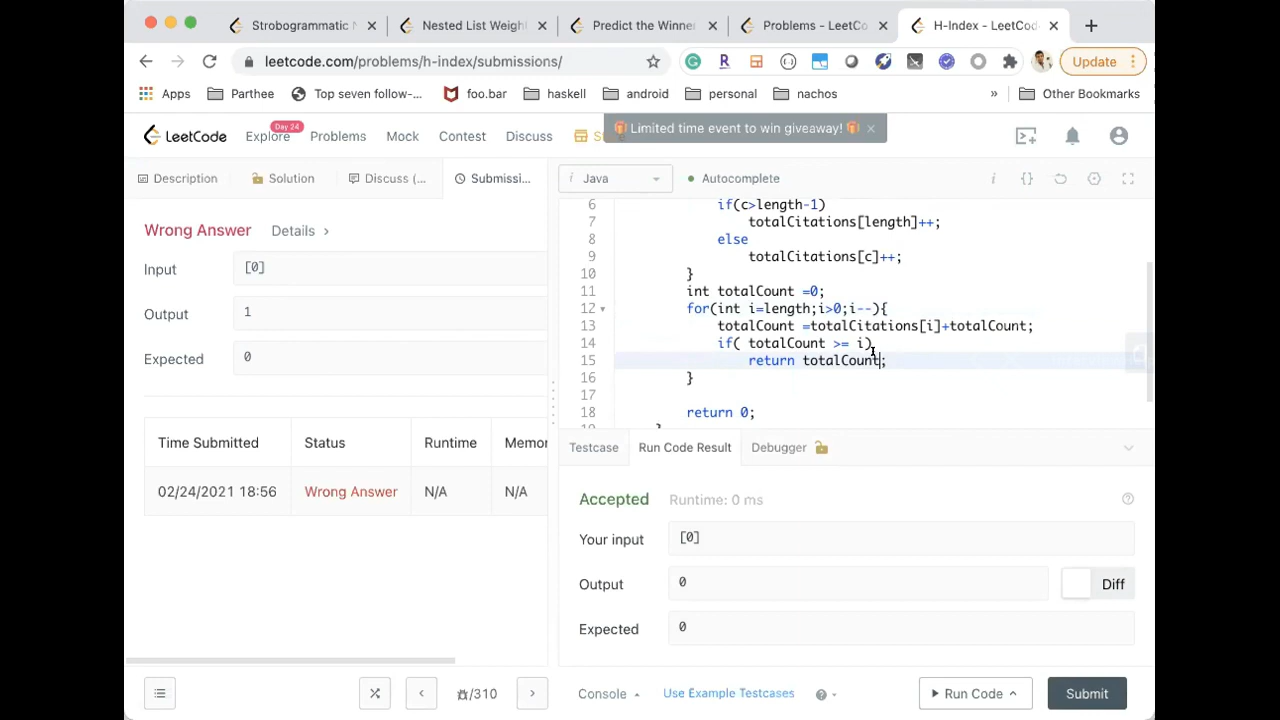 Strobogrammatic
Nested List Weigh
Predict the Winne
Problems - LeetC
H-Index - LeetCod
leetcode.com/problems/h-index/submissions/
Update
Apps
Parthee
Top seven follow-...
foo.bar
haskell
android
personal
nachos
»
Other Bookmarks
LeetCode
Explore
Day 24
Problems
Mock
Contest
Discuss
🎁 Limited time event to win giveaway! 🎁
Description
Solution
Discuss (...
Submissi...
i Java
Autocomplete
Wrong Answer
Details >
Input
[0]
Output
1
Expected
0
Time Submitted Status Runtime Memor
02/24/2021 18:56 Wrong Answer N/A N/A
6 if(c>length-1)
7 totalCitations[length]++;
8 else
9 totalCitations[c]++;
10 }
11 int totalCount =0;
12 for(int i=length;i>0;i--){
13 totalCount =totalCitations[i]+totalCount;
14 if( totalCount >= i)
15 return totalCount;
16 }
17
18 return 0;
Testcase
Run Code Result
Debugger
Accepted
Runtime: 0 ms
Your input
[0]
Output
0
Diff
Expected
0
/310
Console
Use Example Testcases
Run Code
Submit